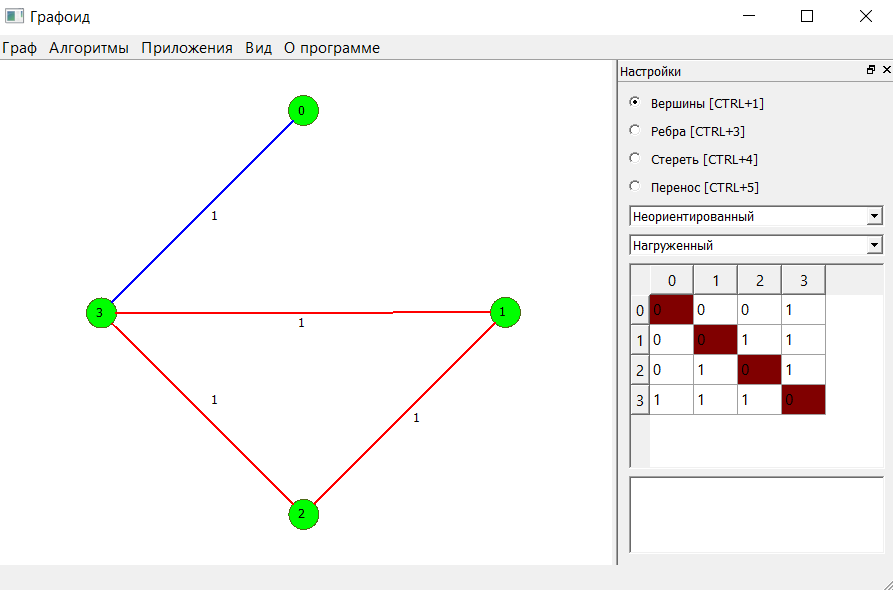 Графоид
Граф Алгоритмы Приложения Вид О программе
0
1
3
1
1
1
1
2
Настройки
Вершины [CTRL+1]
Ребра [CTRL+3]
Стереть [CTRL+4]
Перенос [CTRL+5]
Неориентированный
Нагруженный
0 1 2 3
0 0 0 0 1
1 0 0 1 1
2 0 1 0 1
3 1 1 1 0